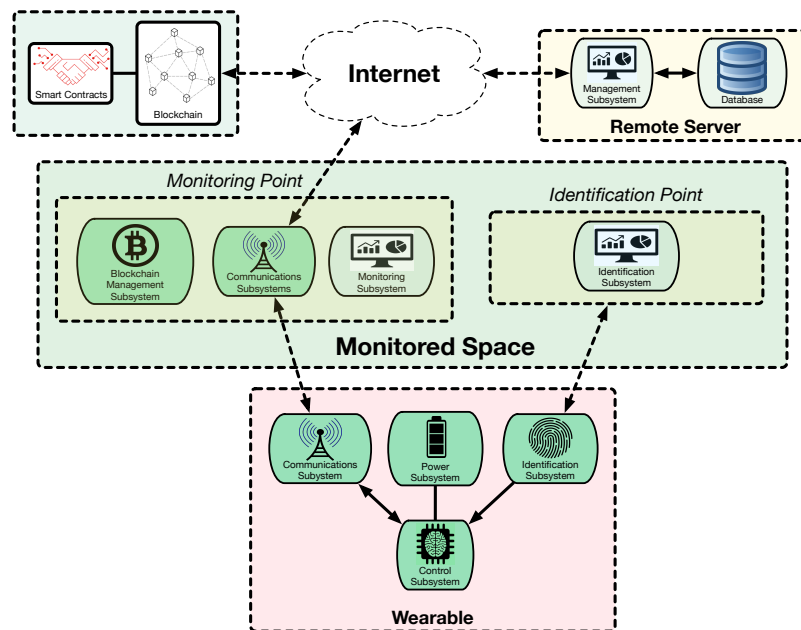 Smart Contracts
Blockchain
Internet
Management
Subsystem
Database
Remote Server
Monitoring Point
Identification Point
Blockchain
Management
Subsystem
Communications
Subsystems
Monitoring
Subsystem
Identification
Subsystem
Monitored Space
Communications
Subsystem
Power
Subsystem
Identification
Subsystem
Control
Subsystem
Wearable